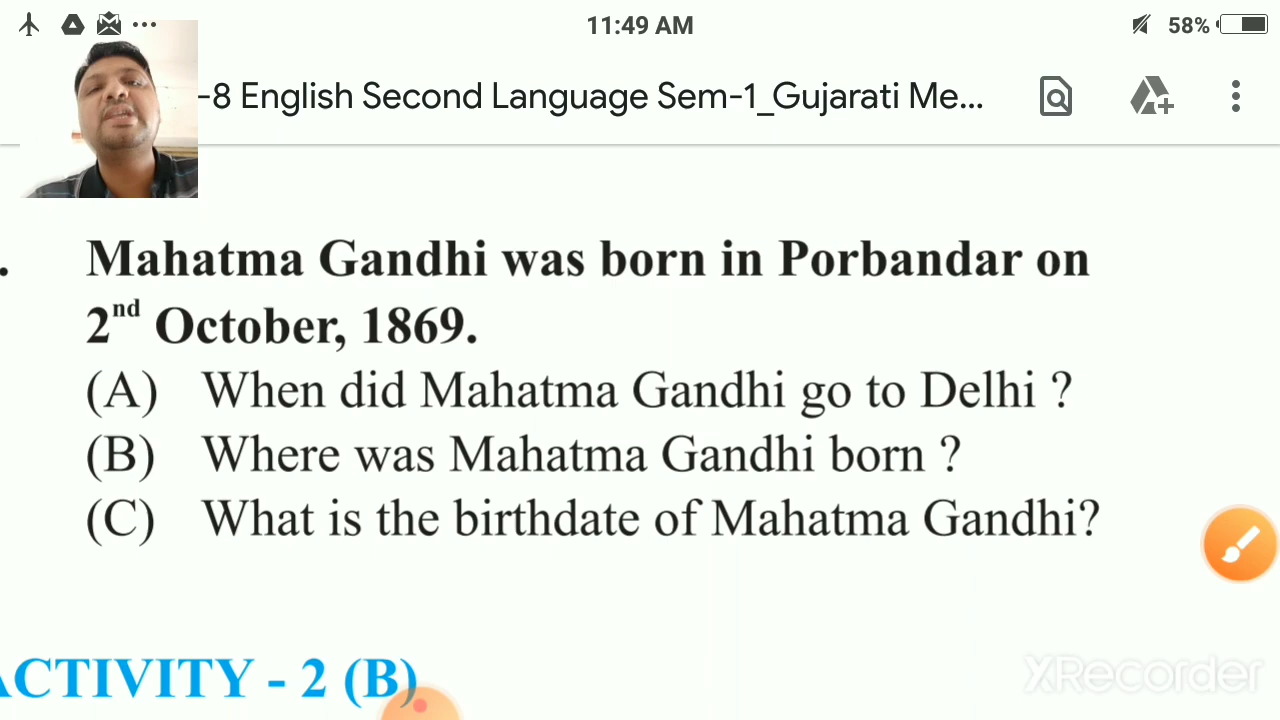 11:49 AM
58%
-8 English Second Language Sem-1_Gujarati Me...
. Mahatma Gandhi was born in Porbandar on
2nd October, 1869.
(A) When did Mahatma Gandhi go to Delhi ?
(B) Where was Mahatma Gandhi born ?
(C) What is the birthdate of Mahatma Gandhi?
ACTIVITY - 2 (B)
XRecorder